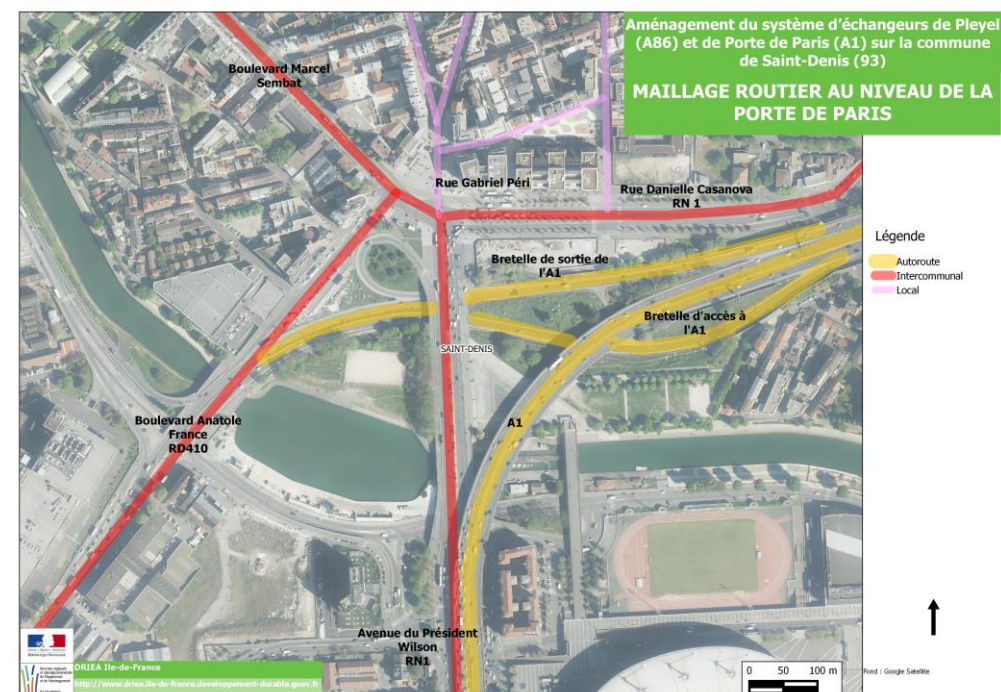 Aménagement du système d'échangeurs de Pleyel
(A86) et de Porte de Paris (A1) sur la commune
de Saint-Denis (93)
MAILLAGE ROUTIER AU NIVEAU DE LA
PORTE DE PARIS
Boulevard Marcel
Sembat
Rue Gabriel Péri
Rue Danielle Casanova
RN 1
Bretelle de sortie de
l'A1
Bretelle d'accès à
l'A1
SAINT-DENIS
Boulevard Anatole
France
RD410
A1
Avenue du Président
Wilson
RN1
Légende
Autoroute
Intercommunal
Local
DRIEA Ile-de-France
http://www.driea.ile-de-france.developpement-durable.gouv.fr
0 50 100 m
Fond : Google Satellite